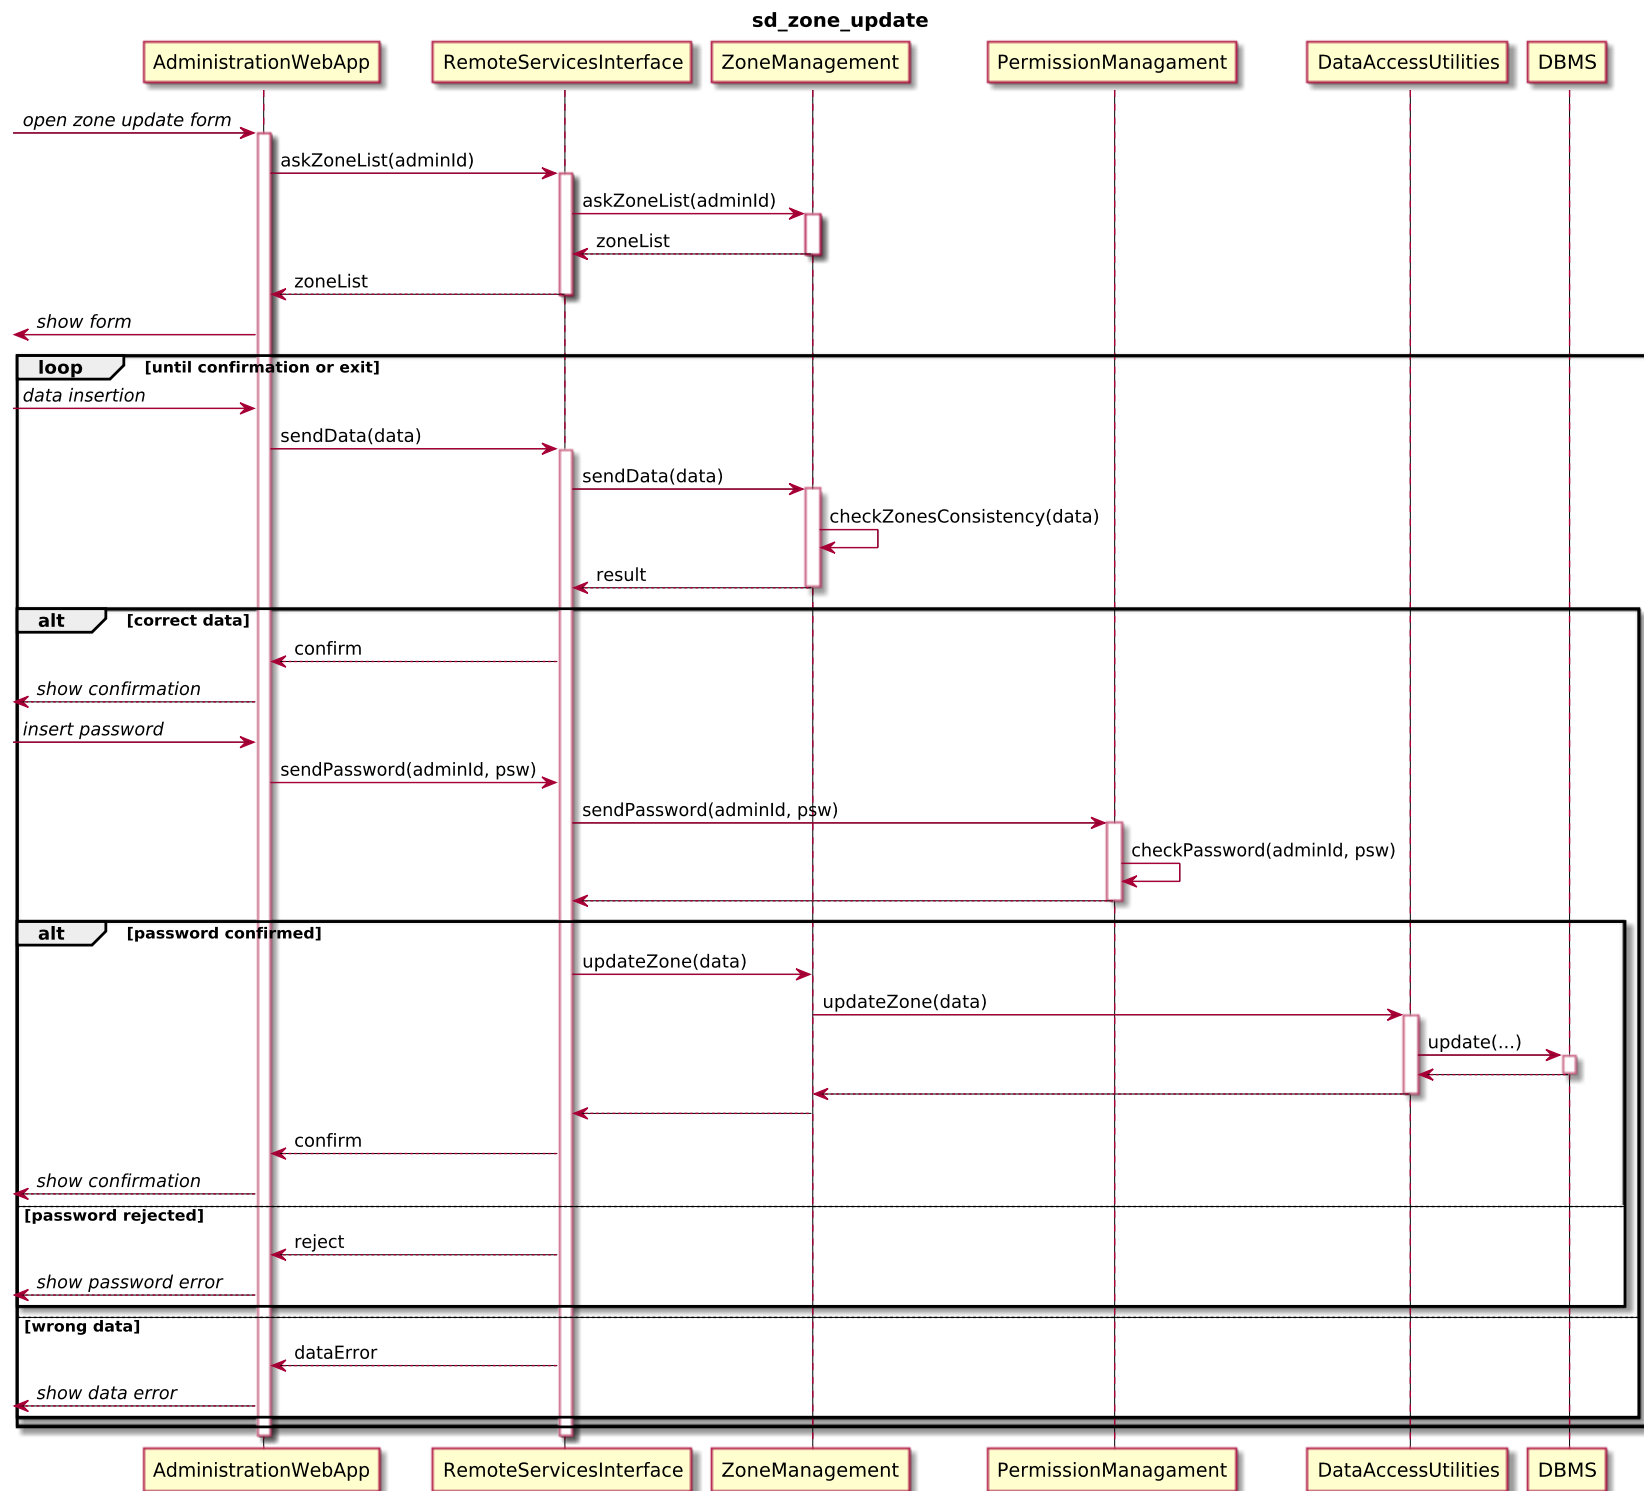 sd_zone_update
AdministrationWebApp RemoteServicesInterface ZoneManagement PermissionManagament DataAccessUtilities DBMS
open zone update form
askZoneList(adminId)
askZoneList(adminId)
zoneList
zoneList
show form
loop [until confirmation or exit]
data insertion
sendData(data)
sendData(data)
checkZonesConsistency(data)
result
alt [correct data]
confirm
show confirmation
insert password
sendPassword(adminId, psw)
sendPassword(adminId, psw)
checkPassword(adminId, psw)
alt [password confirmed]
updateZone(data)
updateZone(data)
update(...)
confirm
show confirmation
[password rejected]
reject
show password error
[wrong data]
dataError
show data error
AdministrationWebApp RemoteServicesInterface ZoneManagement PermissionManagament DataAccessUtilities DBMS